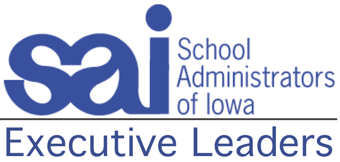 sai
School
Administrators
of Iowa
Executive Leaders